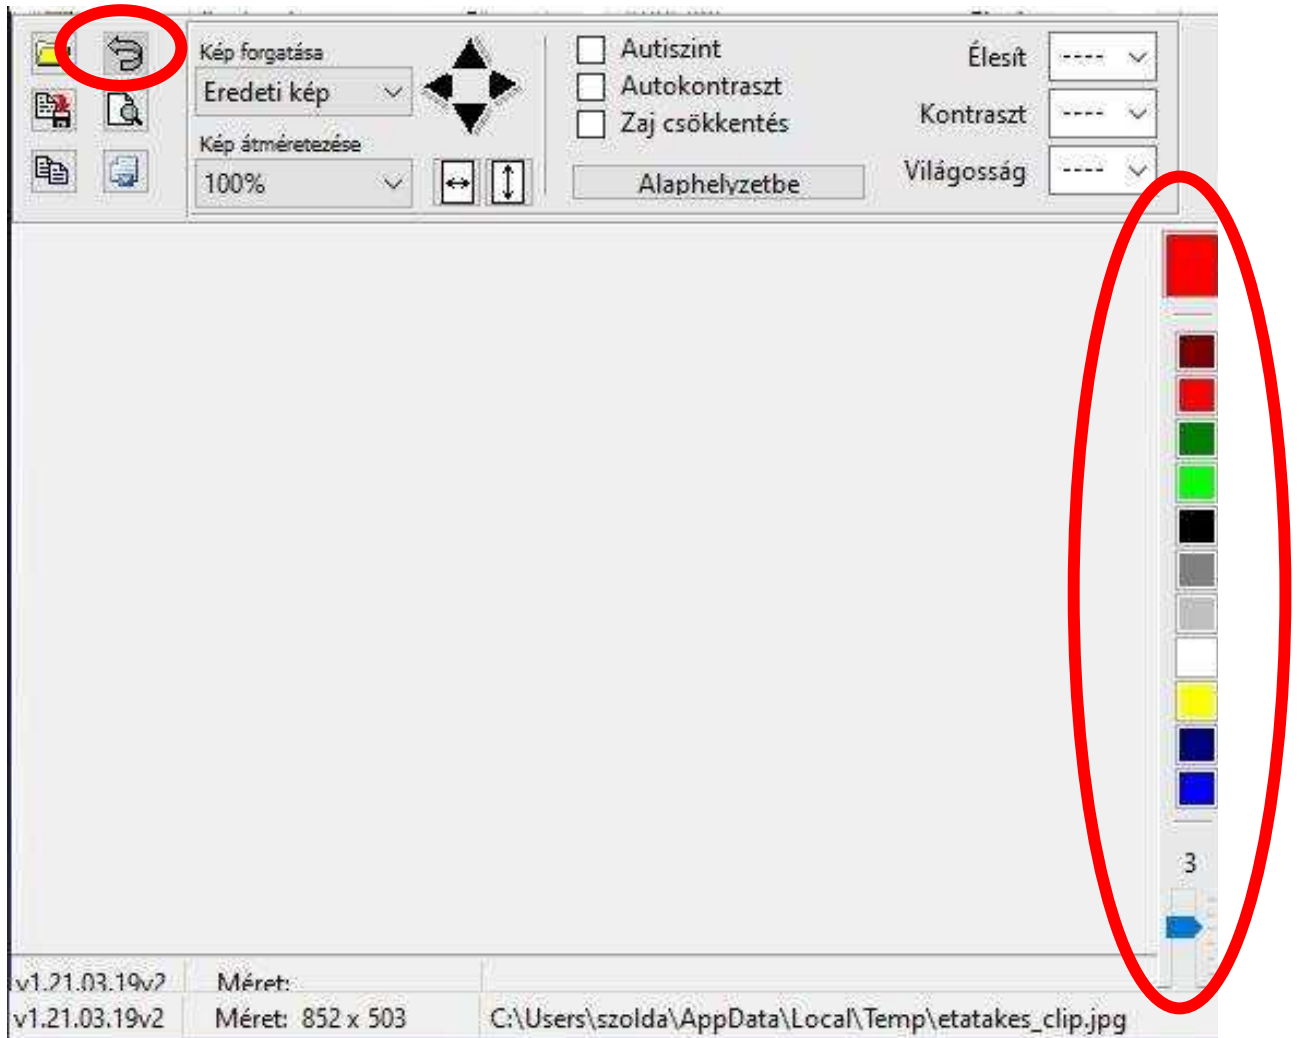 Kép forgatása
Eredeti kép
Kép átméretezése
100%
Autiszint
Autokontraszt
Zaj csökkentés
Alaphelyzetbe
Élesít ----
Kontraszt ----
Világosság ----
3
v1.21.03.19v2 Méret:
v1.21.03.19v2 Méret: 852 x 503 C:\Users\szolda\AppData\Local\Temp\etatakes_clip.jpg